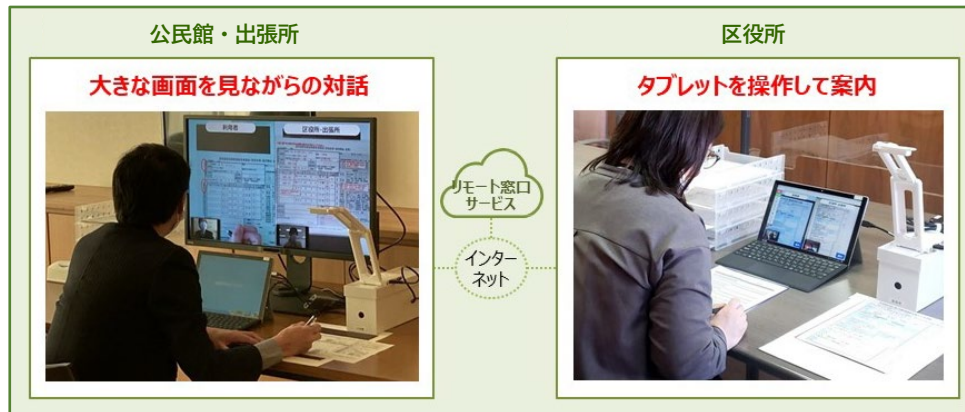 公民館・出張所
区役所
大きな画面を見ながらの対話
タブレットを操作して案内
利用者
区役所・出張所
リモート窓口
サービス
インター
ネット